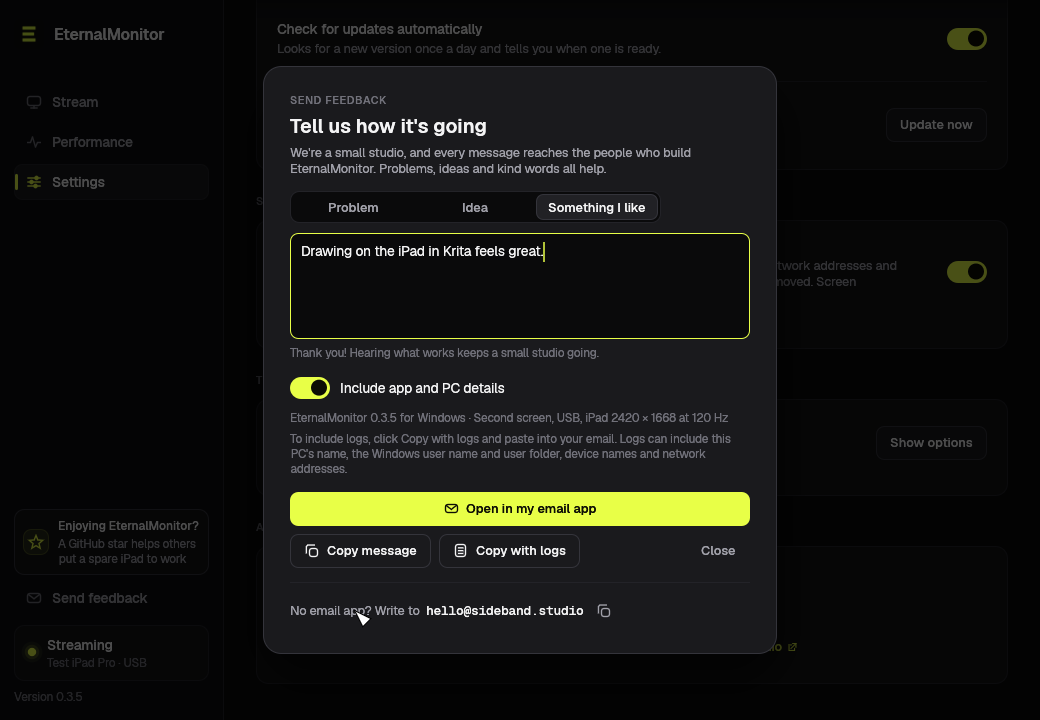 EternalMonitor
Stream
Performance
Settings
Check for updates automatically
Looks for a new version once a day and tells you when one is ready.
Update now
SEND FEEDBACK
Tell us how it's going
We're a small studio, and every message reaches the people who build
EternalMonitor. Problems, ideas and kind words all help.
Problem
Idea
Something I like
Drawing on the iPad in Krita feels great.
Thank you! Hearing what works keeps a small studio going.
Include app and PC details
EternalMonitor 0.3.5 for Windows · Second screen, USB, iPad 2420 × 1668 at 120 Hz
To include logs, click Copy with logs and paste into your email. Logs can include this
PC's name, the Windows user name and user folder, device names and network
addresses.
Open in my email app
Copy message
Copy with logs
Close
No email app? Write to hello@sideband.studio
addresses and
Screen
Show options
Enjoying EternalMonitor?
A GitHub star helps others
put a spare iPad to work
Send feedback
Streaming
Test iPad Pro · USB
Version 0.3.5